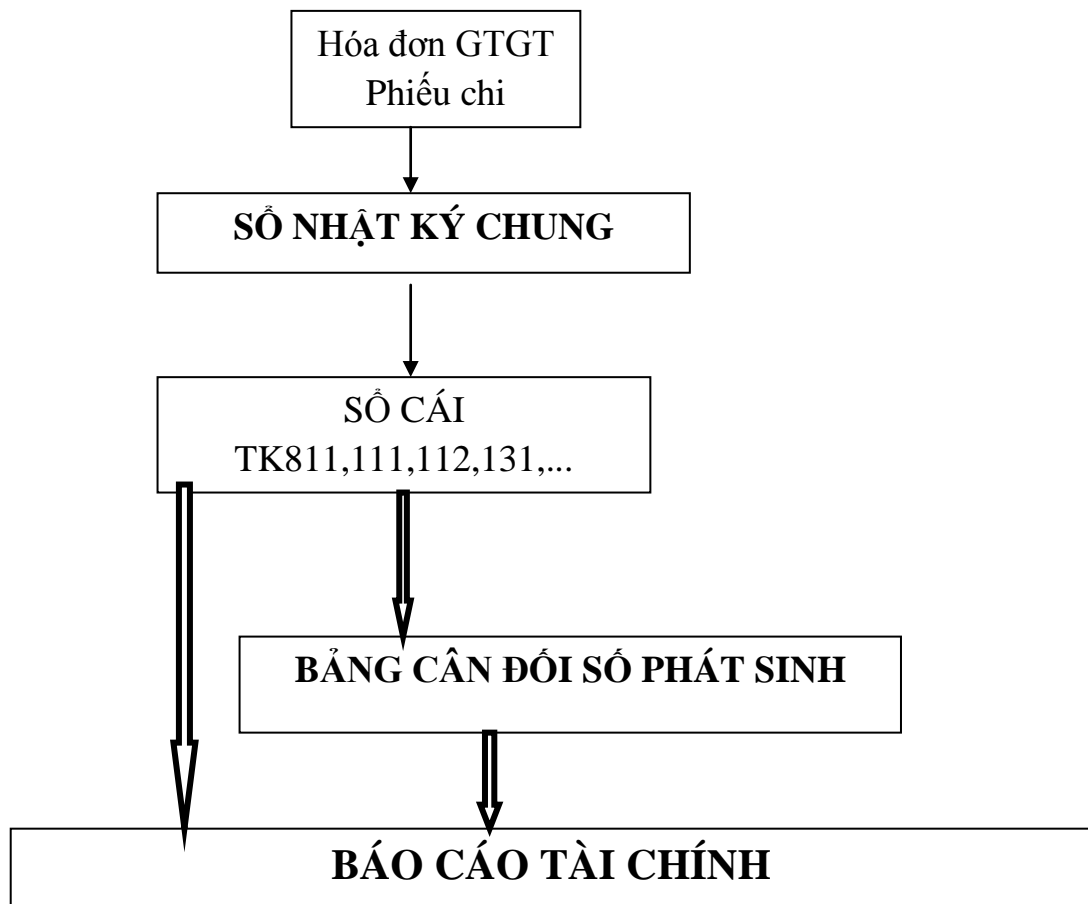 Hóa đơn GTGT
Phiếu chi
SỔ NHẬT KÝ CHUNG
SỔ CÁI
TK811,111,112,131,...
BẢNG CÂN ĐỐI SỐ PHÁT SINH
BÁO CÁO TÀI CHÍNH